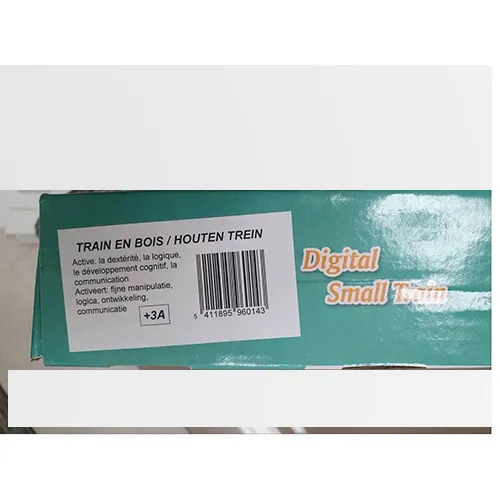 TRAIN EN BOIS / HOUTEN TREIN
Active: la dextérité, la logique,
le développement cognitif, la
communication
Activeert: fijne manipulatie,
logica, ontwikkeling,
communicatie
+3A
5 411895 960143
Digital
Small Train